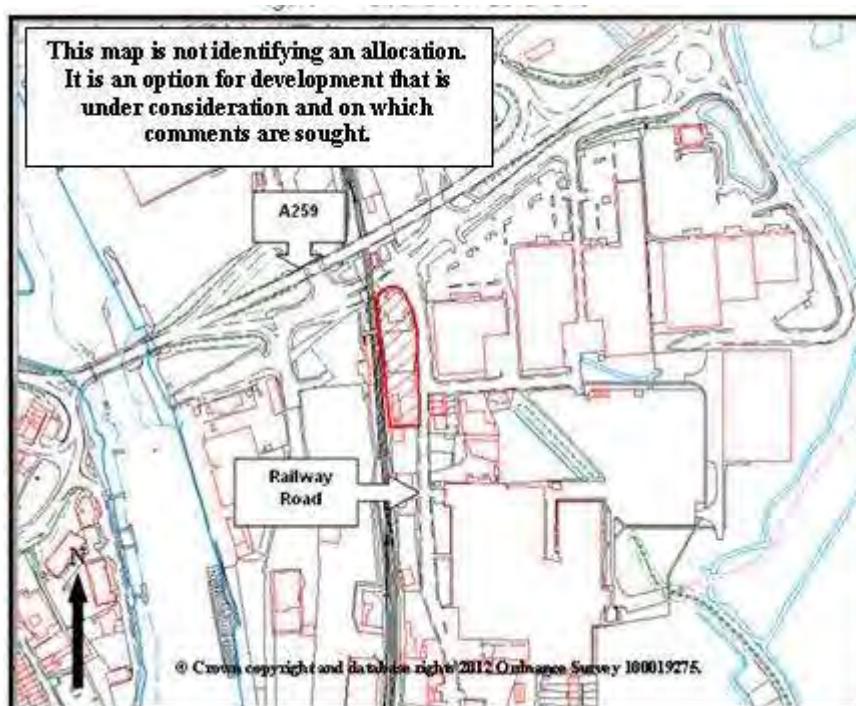 This map is not identifying an allocation.
It is an option for development that is
under consideration and on which
comments are sought.
A259
Railway
Road
N
© Crown copyright and database rights 2012 Ordnance Survey 100019275.